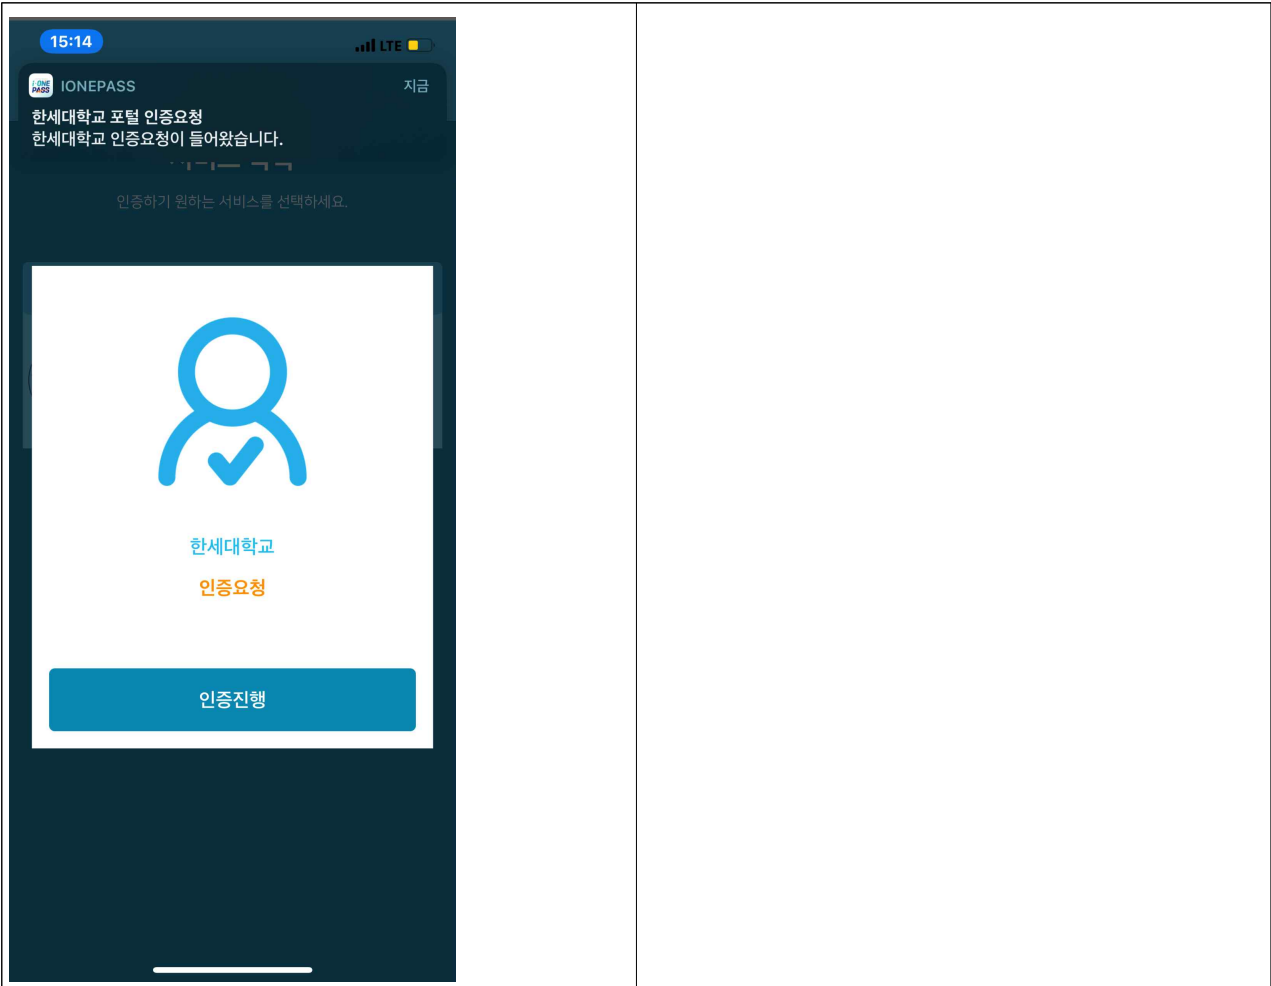 15:14
LTE
i-ONE
PASS
IONEPASS
지금
한세대학교 포털 인증요청
한세대학교 인증요청이 들어왔습니다.
인증하기 원하는 서비스를 선택하세요.
한세대학교
인증요청
인증진행